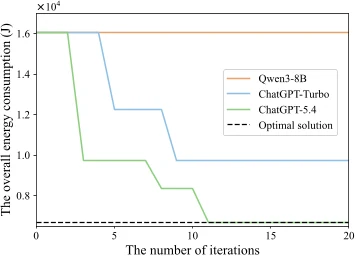 ×10⁴
The overall energy consumption (J)
1.6
1.4
1.2
1.0
0.8
Qwen3-8B
ChatGPT-Turbo
ChatGPT-5.4
Optimal solution
0 5 10 15 20
The number of iterations